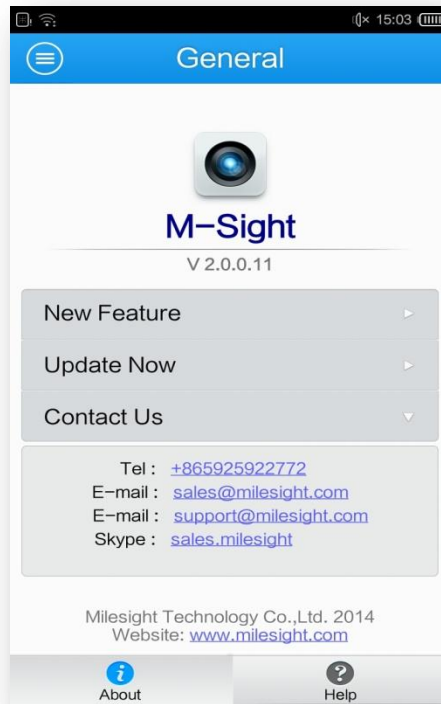 15:03
General
M-Sight
V 2.0.0.11
New Feature
Update Now
Contact Us
Tel : +865925922772
E-mail : sales@milesight.com
E-mail : support@milesight.com
Skype : sales.milesight
Milesight Technology Co.,Ltd. 2014
Website: www.milesight.com
About Help